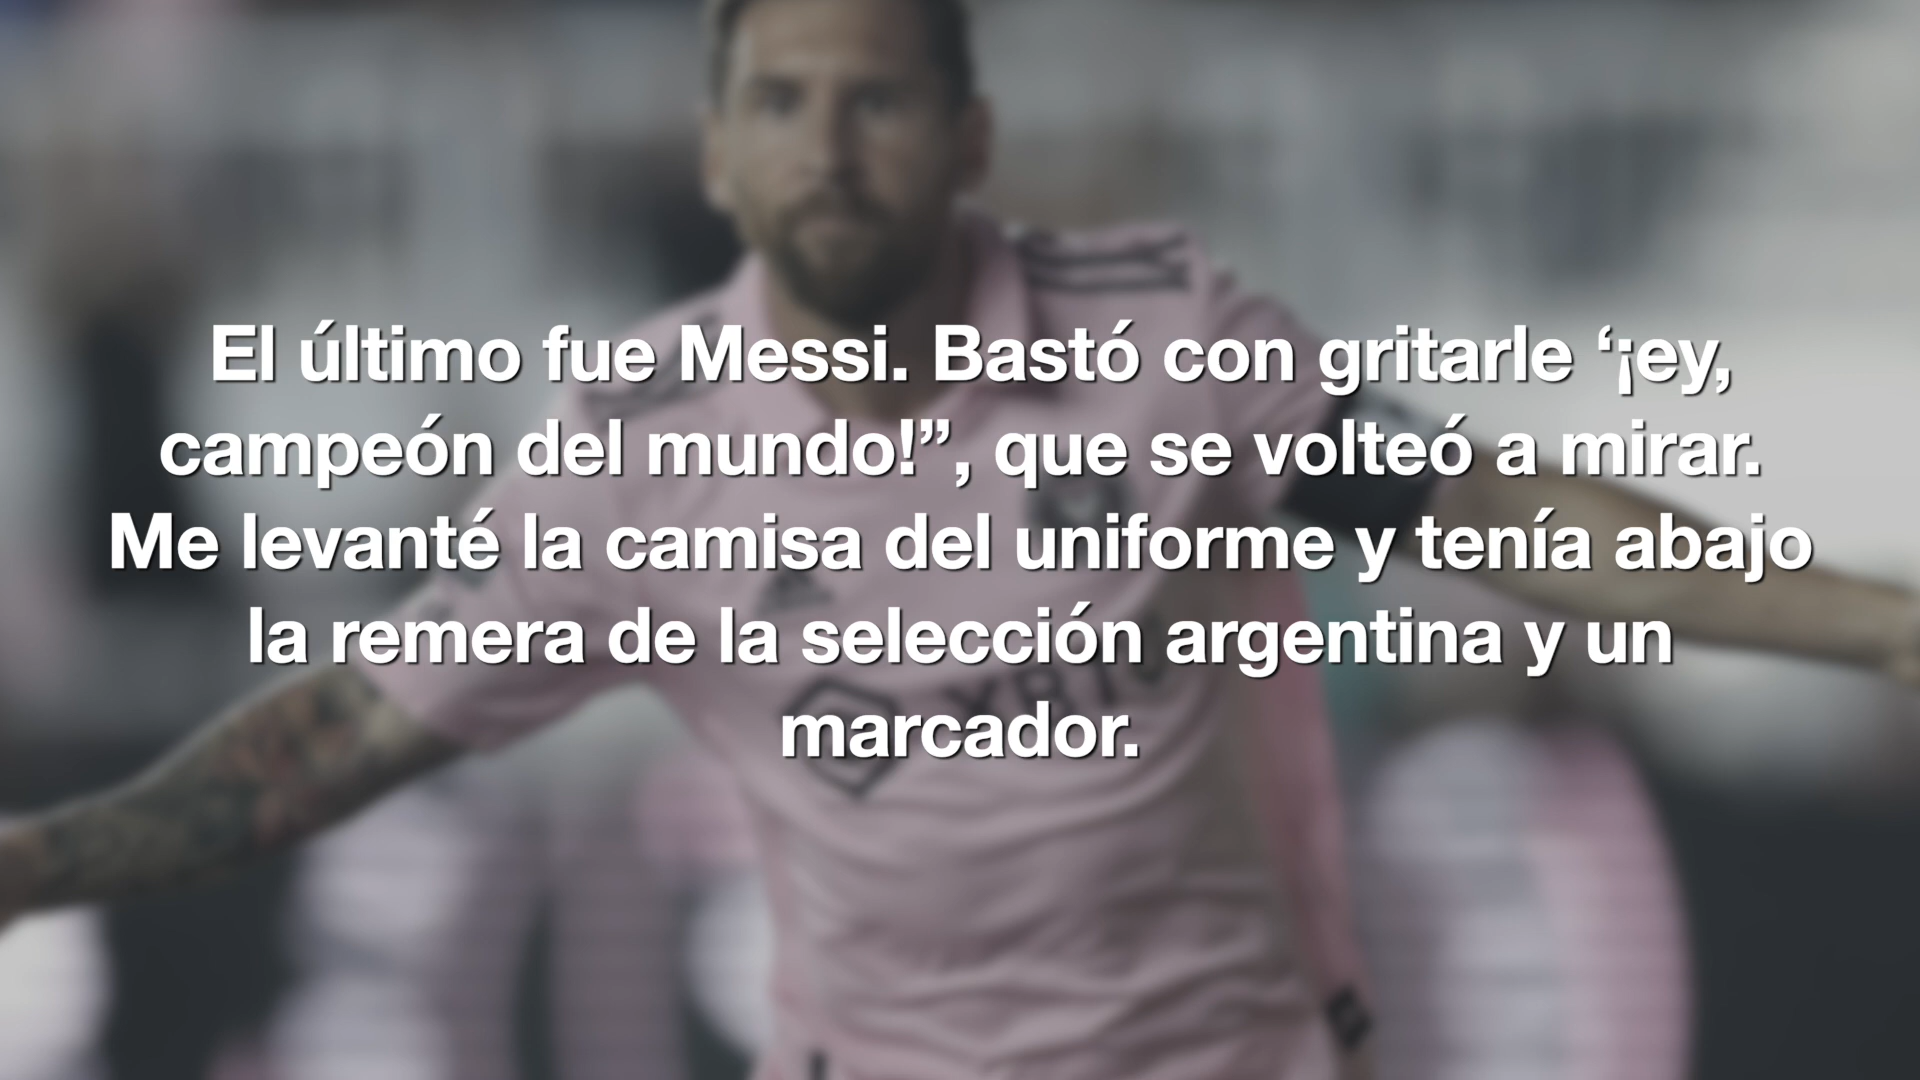 El último fue Messi. Bastó con gritarle ‘¡ey,
campeón del mundo!”, que se volteó a mirar.
Me levanté la camisa del uniforme y tenía abajo
la remera de la selección argentina y un
marcador.